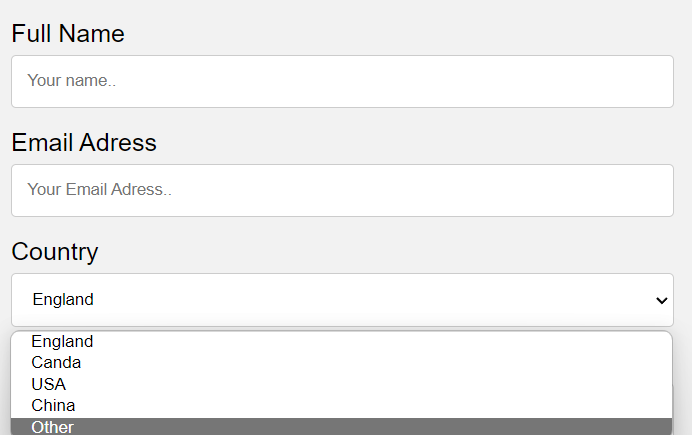 Full Name
Your name..
Email Adress
Your Email Adress..
Country
England
England
Canda
USA
China
Other